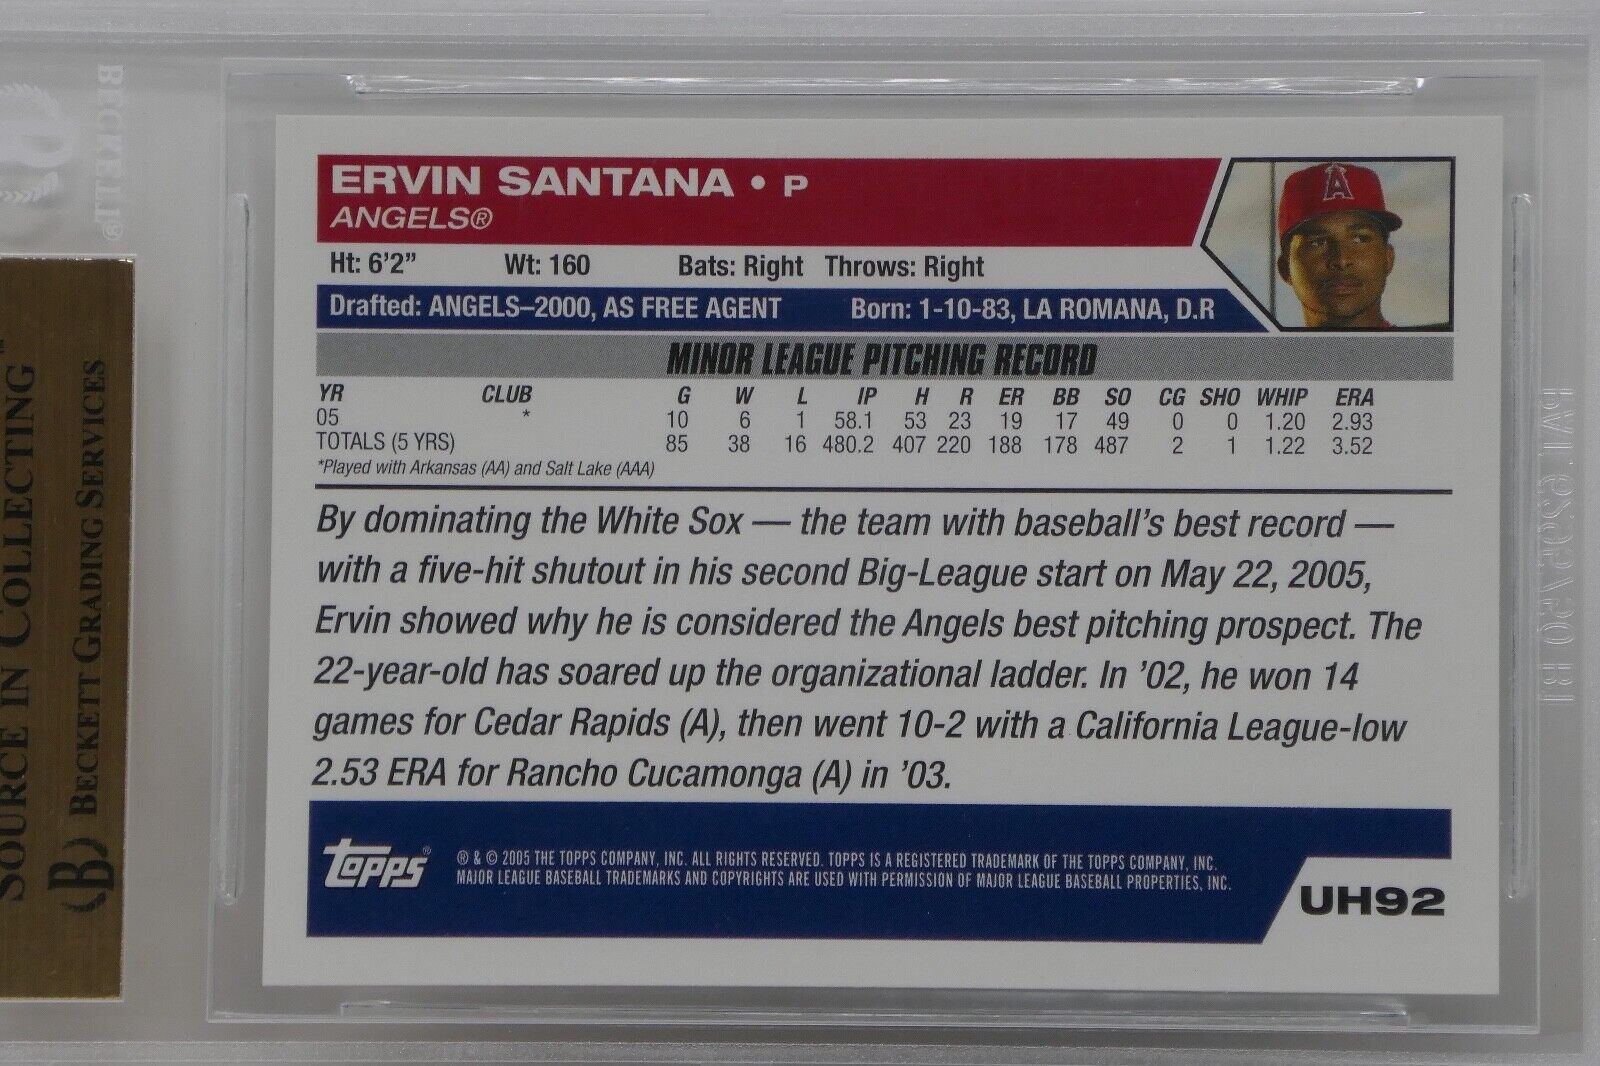 BECKETT®
SOURCE IN COLLECTING™
BECKETT GRADING SERVICES
ERVIN SANTANA • P
ANGELS®
Ht: 6’2” Wt: 160 Bats: Right Throws: Right
Drafted: ANGELS–2000, AS FREE AGENT Born: 1-10-83, LA ROMANA, D.R
A
MINOR LEAGUE PITCHING RECORD
YR CLUB G W L IP H R ER BB SO CG SHO WHIP ERA
05 * 10 6 1 58.1 53 23 19 17 49 0 0 1.20 2.93
TOTALS (5 YRS) 85 38 16 480.2 407 220 188 178 487 2 1 1.22 3.52
*Played with Arkansas (AA) and Salt Lake (AAA)
By dominating the White Sox — the team with baseball’s best record —
with a five-hit shutout in his second Big-League start on May 22, 2005,
Ervin showed why he is considered the Angels best pitching prospect. The
22-year-old has soared up the organizational ladder. In ’02, he won 14
games for Cedar Rapids (A), then went 10-2 with a California League-low
2.53 ERA for Rancho Cucamonga (A) in ’03.
Topps®
® & © 2005 THE TOPPS COMPANY, INC. ALL RIGHTS RESERVED. TOPPS IS A REGISTERED TRADEMARK OF THE TOPPS COMPANY, INC.
MAJOR LEAGUE BASEBALL TRADEMARKS AND COPYRIGHTS ARE USED WITH PERMISSION OF MAJOR LEAGUE BASEBALL PROPERTIES, INC.
UH92